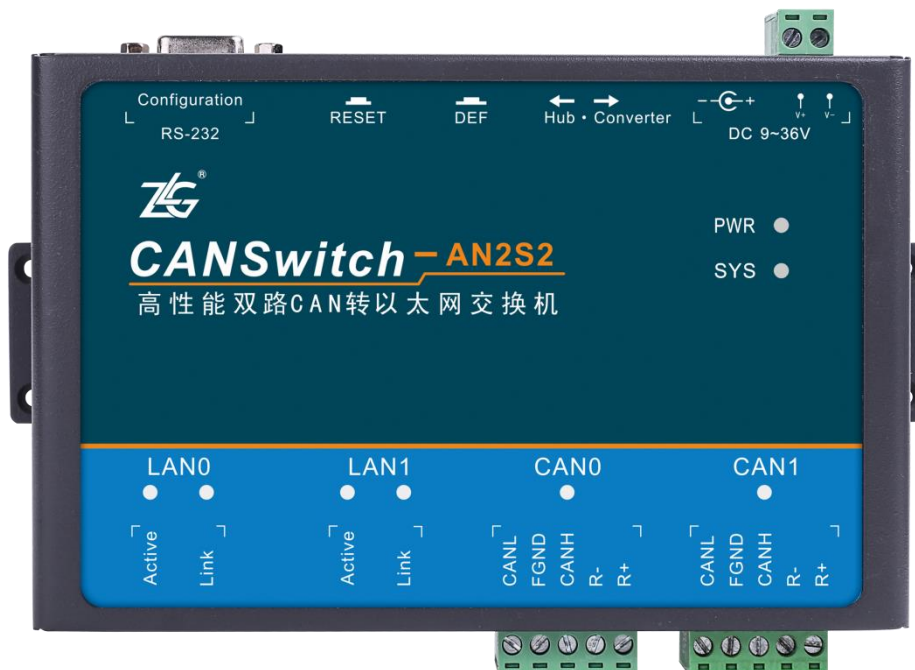 Configuration
RS-232
RESET
DEF
Hub • Converter
- +
V+ V-
DC 9~36V
ZLG®
PWR
SYS
CANSwitch-AN2S2
高性能双路CAN转以太网交换机
LAN0
LAN1
CAN0
CAN1
Active
Link
Active
Link
CANL
FGND
CANH
R-
R+
CANL
FGND
CANH
R-
R+